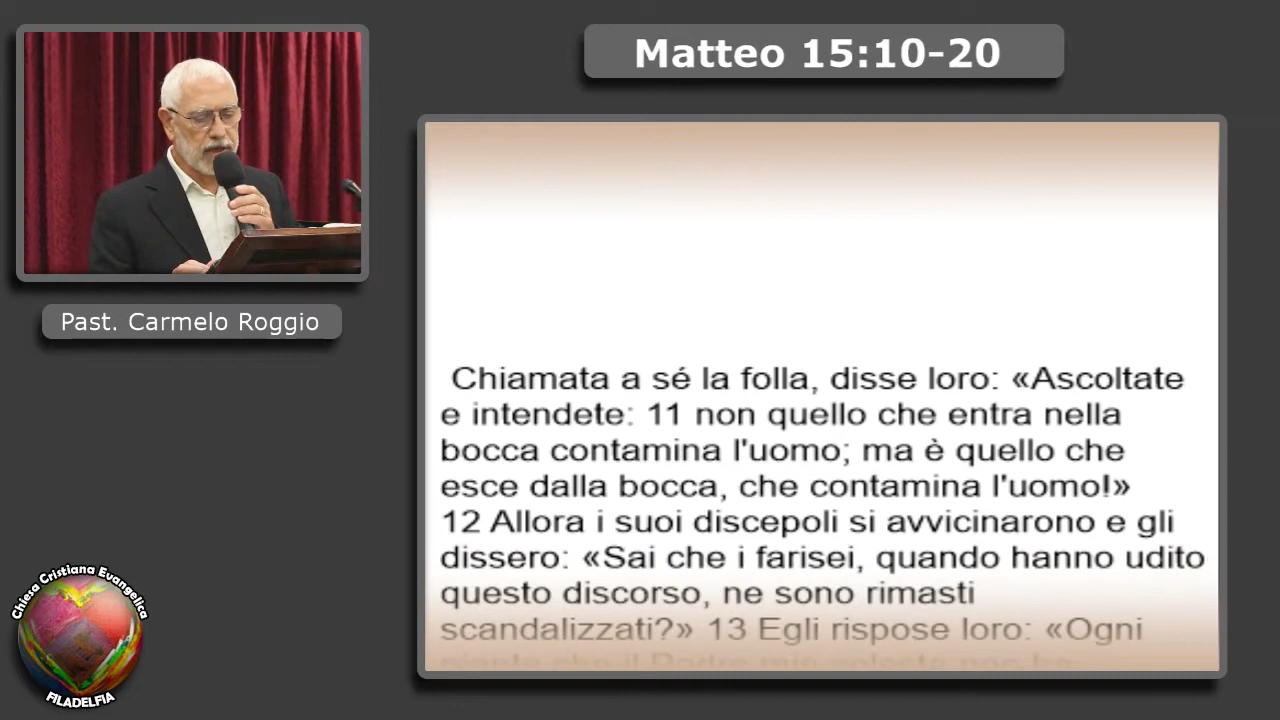 Matteo 15:10-20
Past. Carmelo Roggio
Chiamata a sé la folla, disse loro: «Ascoltate
e intendete: 11 non quello che entra nella
bocca contamina l'uomo; ma è quello che
esce dalla bocca, che contamina l'uomo!»
12 Allora i suoi discepoli si avvicinarono e gli
dissero: «Sai che i farisei, quando hanno udito
questo discorso, ne sono rimasti
scandalizzati?» 13 Egli rispose loro: «Ogni
Chiesa Cristiana Evangelica
FILADELFIA